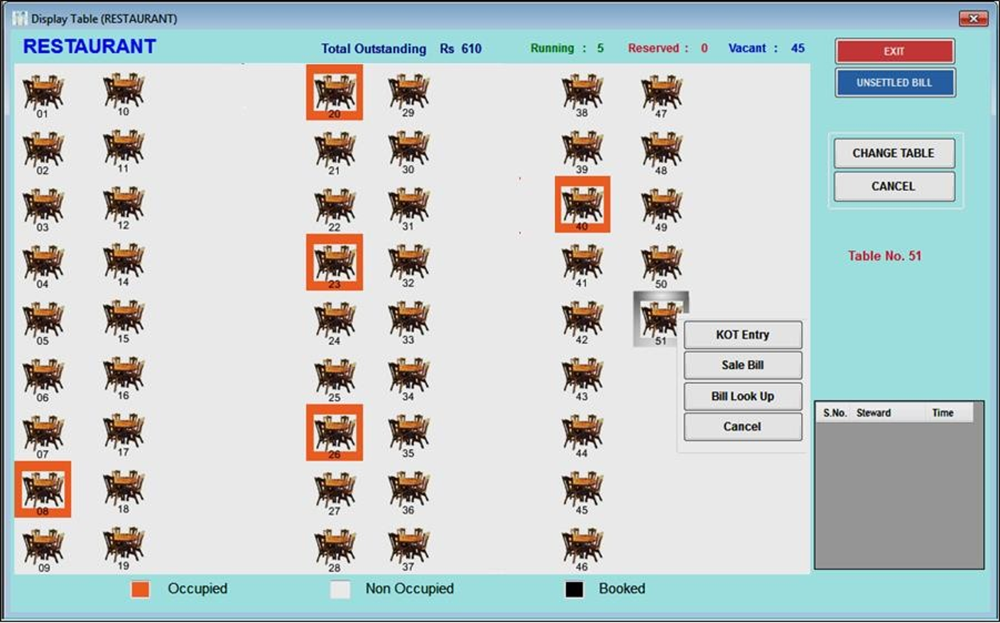 Display Table (RESTAURANT)
RESTAURANT Total Outstanding Rs 610 Running : 5 Reserved : 0 Vacant : 45 EXIT
UNSETTLED BILL
01 10 20 29 38 47
02 11 21 30 39 48
CHANGE TABLE
CANCEL
03 12 22 31 40 49
Table No. 51
04 14 23 32 41 50
05 15 24 33 42 51
KOT Entry
Sale Bill
Bill Look Up
Cancel
06 16 25 34 43
S.No. Steward Time
07 17 26 35 44
08 18 27 36 45
09 19 28 37 46
Occupied Non Occupied Booked